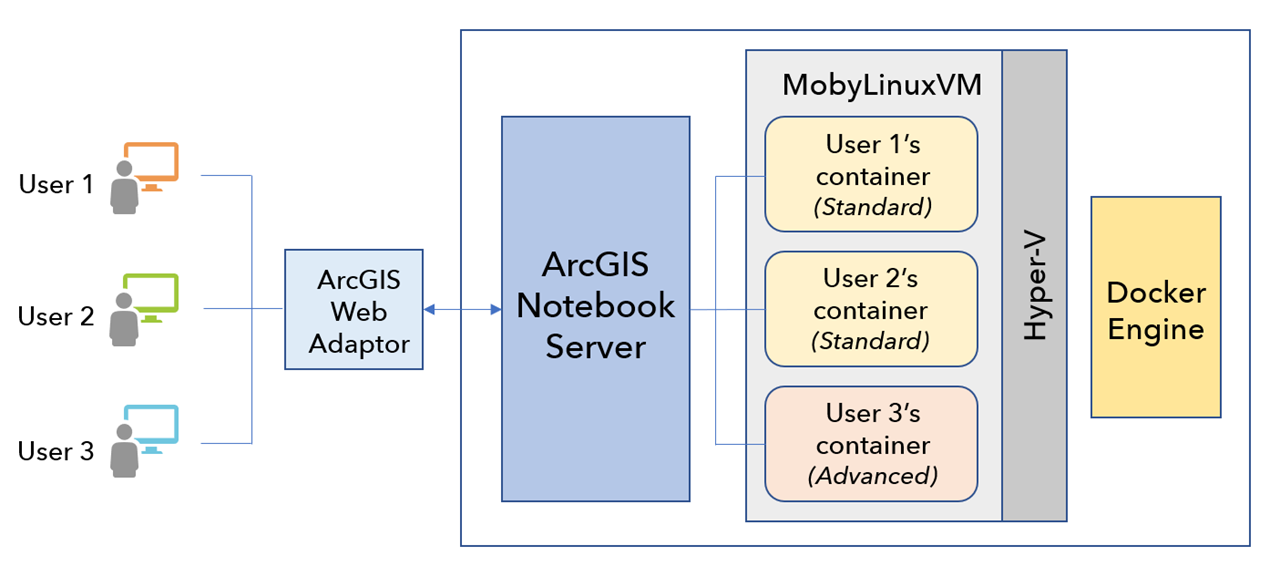 User 1
User 2
User 3
ArcGIS
Web
Adaptor
ArcGIS
Notebook
Server
MobyLinuxVM
User 1’s
container
(Standard)
User 2’s
container
(Standard)
User 3’s
container
(Advanced)
Hyper-V
Docker
Engine